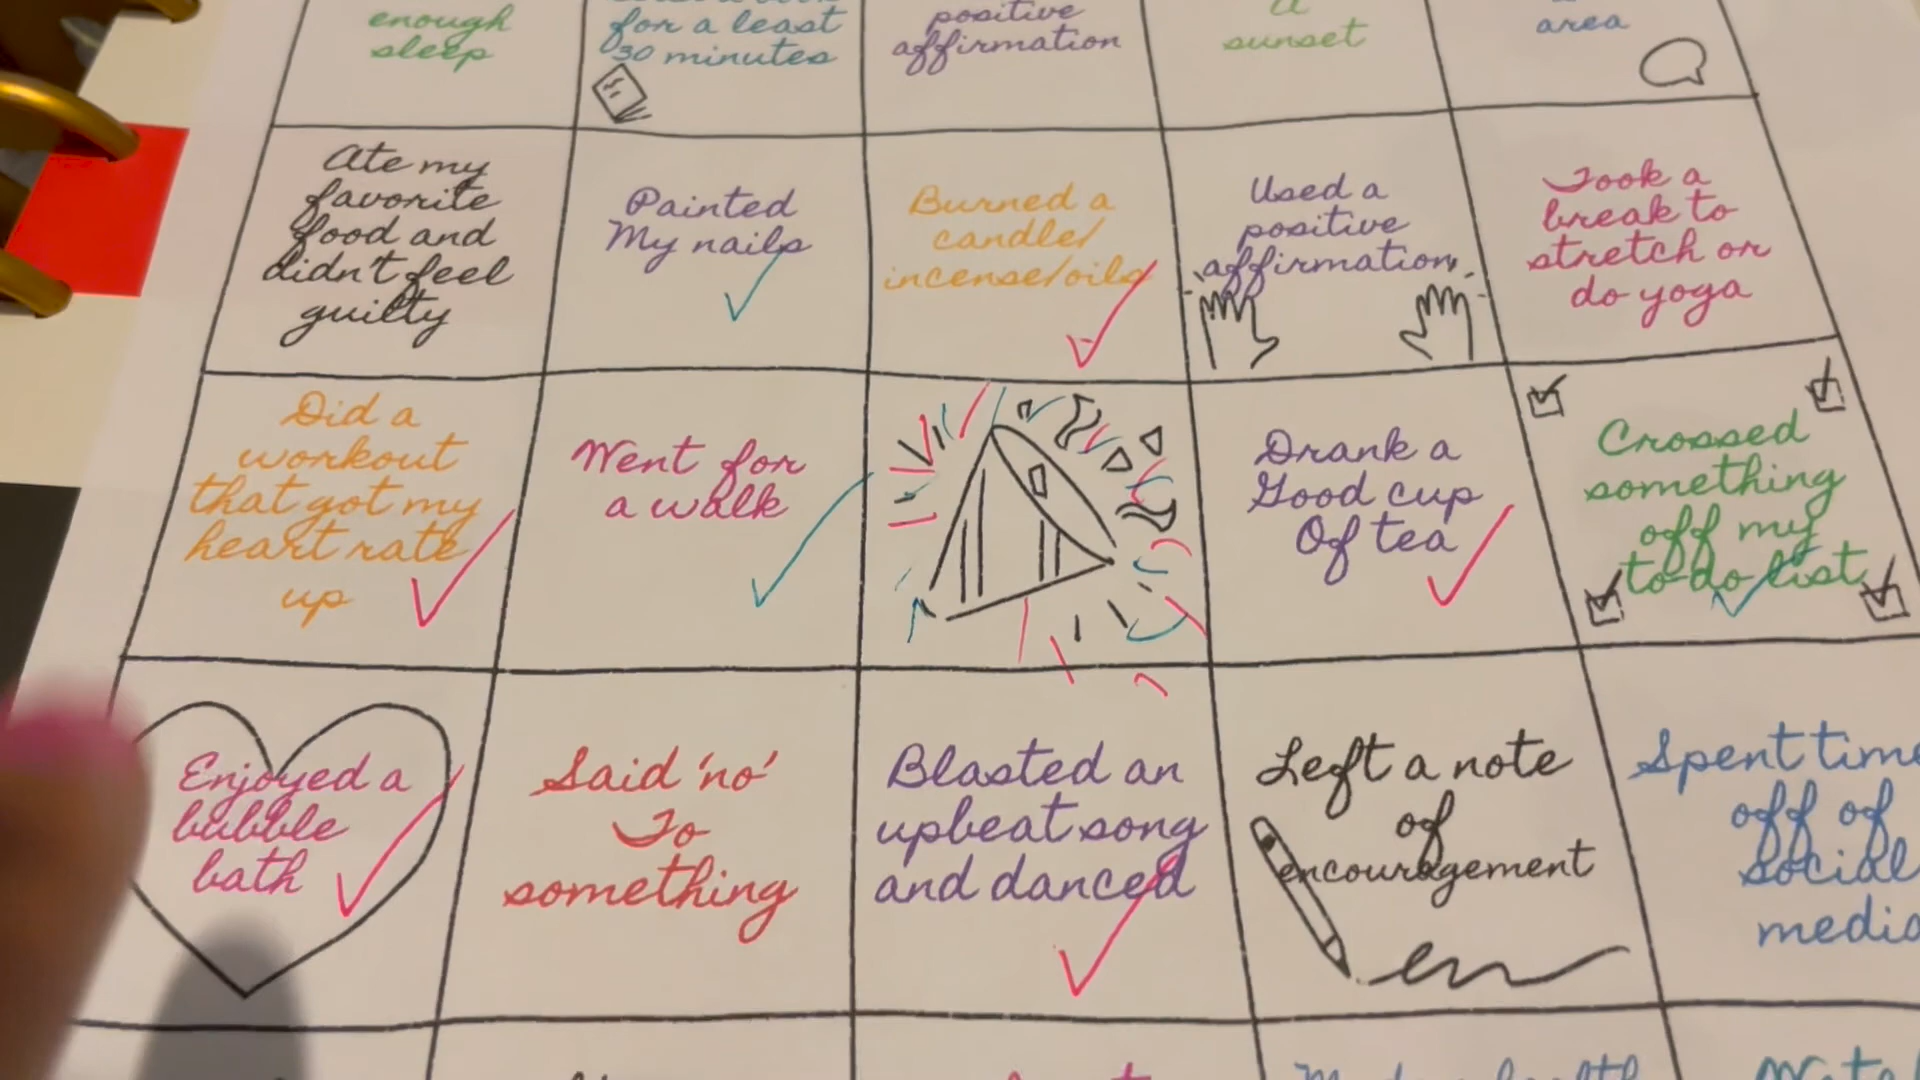 enough
sleep
for a least
30 minutes
positive
affirmation
a
sunset
area
Ate my
favorite
food and
didn't feel
guilty
Painted
My nails
Burned a
candle/
incense/oils
Used a
positive
affirmation
Took a
break to
stretch or
do yoga
Did a
workout
that got my
heart rate
up
Went for
a walk
Drank a
Good cup
Of tea
Crossed
something
off my
to-do list
Enjoyed a
bubble
bath
Said 'no'
To
something
Blasted an
upbeat song
and danced
Left a note
of
encouragement
Spent time
off of
social
media